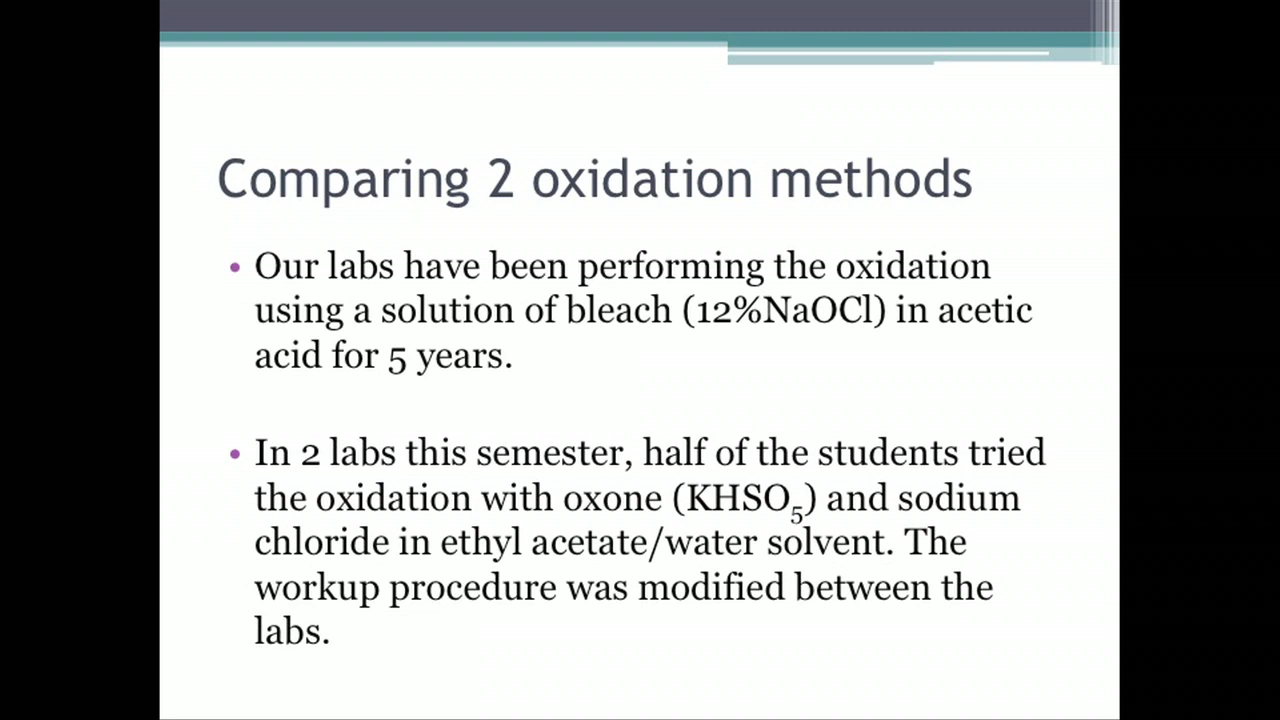 Comparing 2 oxidation methods
• Our labs have been performing the oxidation
using a solution of bleach (12%NaOCl) in acetic
acid for 5 years.
• In 2 labs this semester, half of the students tried
the oxidation with oxone (KHSO₅) and sodium
chloride in ethyl acetate/water solvent. The
workup procedure was modified between the
labs.